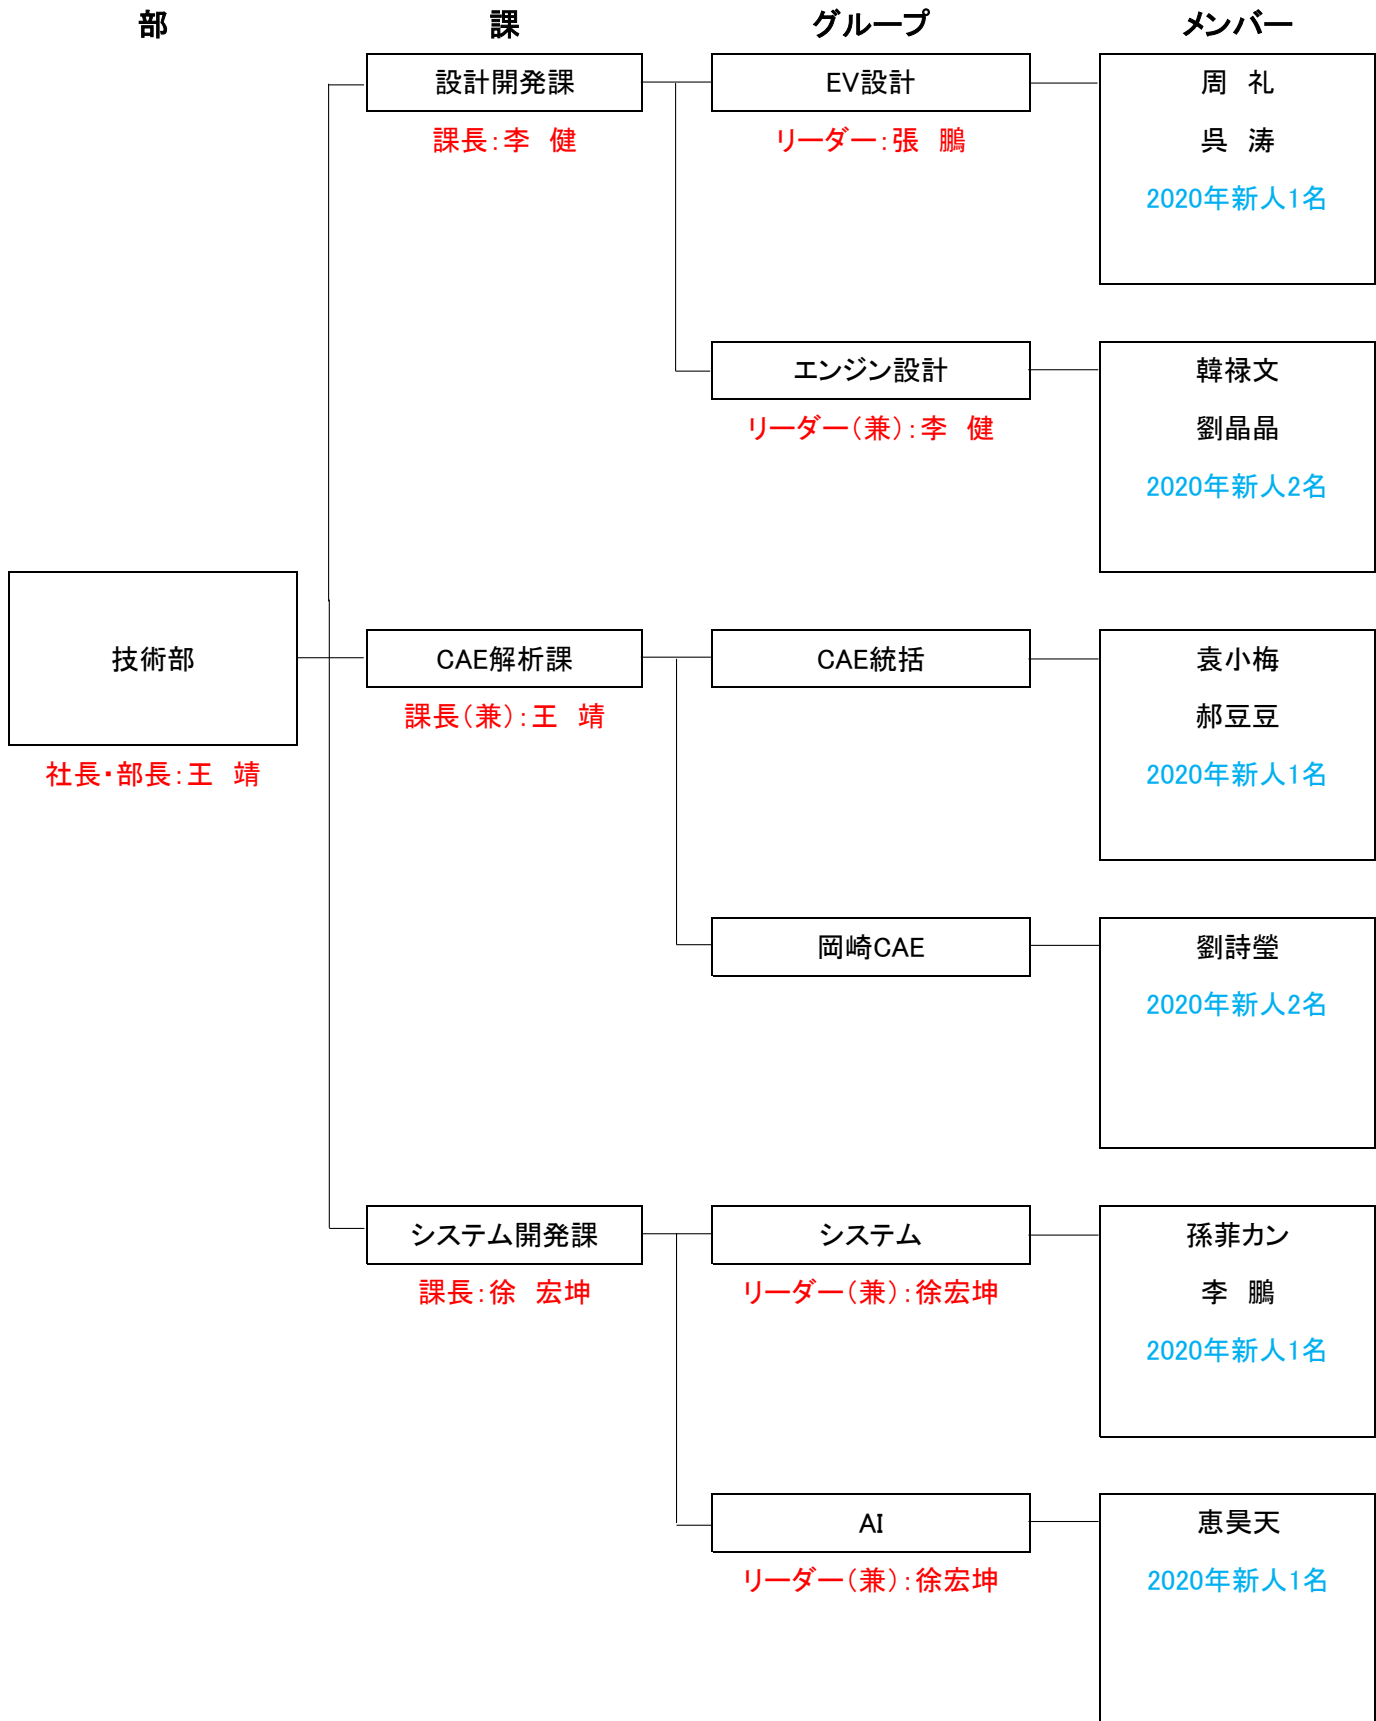 部
課
グループ
メンバー
設計開発課
EV設計
周　礼
課長：李　健
リーダー：張　鵬
呉　涛
2020年新人1名
エンジン設計
韓禄文
リーダー（兼）：李　健
劉晶晶
2020年新人2名
技術部
CAE解析課
CAE統括
袁小梅
課長（兼）：王　靖
郝豆豆
社長・部長：王　靖
2020年新人1名
岡崎CAE
劉詩瑩
2020年新人2名
システム開発課
システム
孫菲カン
課長：徐　宏坤
リーダー（兼）：徐宏坤
李　鵬
2020年新人1名
AI
恵昊天
リーダー（兼）：徐宏坤
2020年新人1名